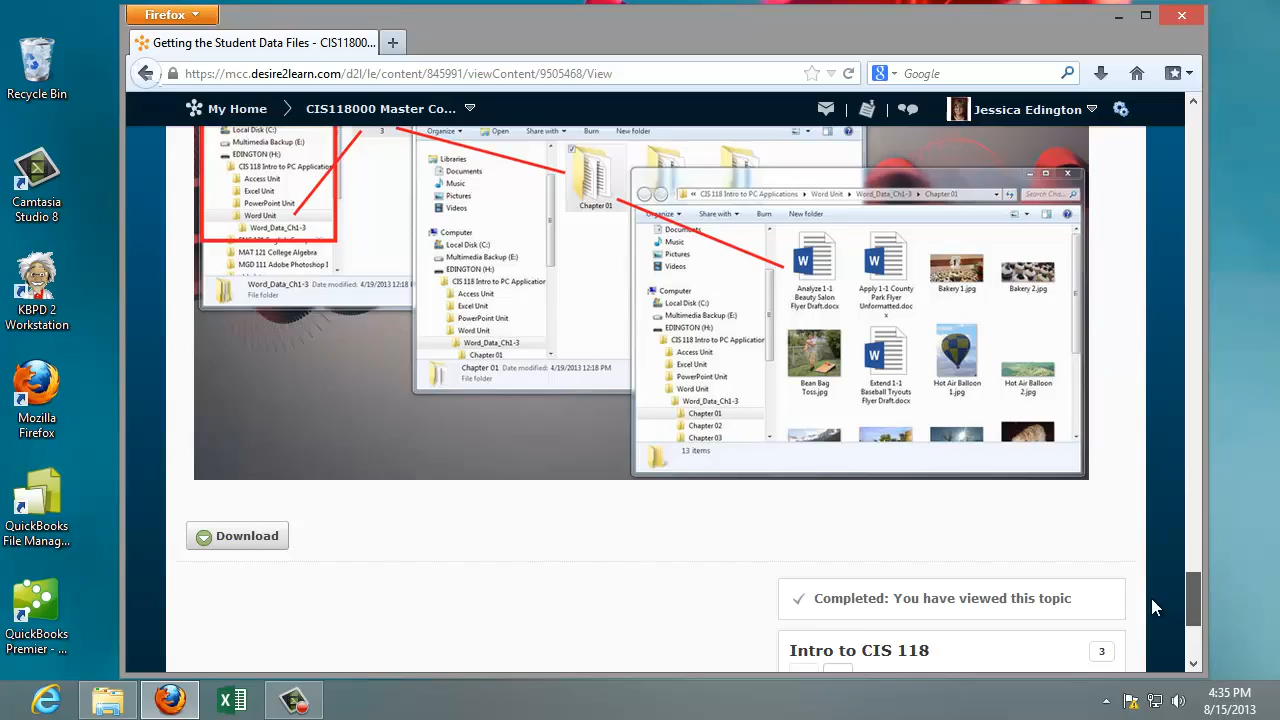 Firefox
Recycle Bin
Camtasia
Studio 8
KBPD 2
Workstation
Mozilla
Firefox
QuickBooks
File Manag...
QuickBooks
Premier - ...
Getting the Student Data Files - CIS11800...
https://mcc.desire2learn.com/d2l/le/content/845991/viewContent/9505468/View
Google
My Home
CIS118000 Master Co...
Jessica Edington
Local Disk (C:)
Multimedia Backup (E:)
EDINGTON (H:)
CIS 118 Intro to PC Application
Access Unit
Excel Unit
PowerPoint Unit
Word Unit
Word_Data_Ch1-3
MAT 121 College Algebra
MGD 111 Adobe Photoshop I
Word_Data_Ch1-3 Date modified: 4/19/2013 12:18 P
File folder
3
Organize
Open
Share with
Burn
New folder
Libraries
Documents
Music
Pictures
Videos
Computer
Local Disk (C:)
Multimedia Backup (E:)
EDINGTON (H:)
CIS 118 Intro to PC Application
Access Unit
Excel Unit
PowerPoint Unit
Word Unit
Word_Data_Ch1-3
Chapter 01
Chapter 01
Chapter 01 Date modified: 4/19/2013 12:18 PM
File folder
CIS 118 Intro to PC Applications
Word Unit
Word_Data_Ch1-3
Chapter 01
Search Cha...
Organize
Share with
Burn
New folder
Documents
Music
Pictures
Videos
Computer
Local Disk (C:)
Multimedia Backup (E:)
EDINGTON (H:)
CIS 118 Intro to PC Application
Access Unit
Excel Unit
PowerPoint Unit
Word Unit
Word_Data_Ch1-3
Chapter 01
Chapter 02
Chapter 03
Analyze 1-1
Beauty Salon
Flyer Draft.docx
Apply 1-1 County
Park Flyer
Unformatted.doc
x
Bakery 1.jpg
Bakery 2.jpg
Bean Bag
Toss.jpg
Extend 1-1
Baseball Tryouts
Flyer Draft.docx
Hot Air Balloon
1.jpg
Hot Air Balloon
2.jpg
13 items
Download
Completed: You have viewed this topic
Intro to CIS 118
3
4:35 PM
8/15/2013